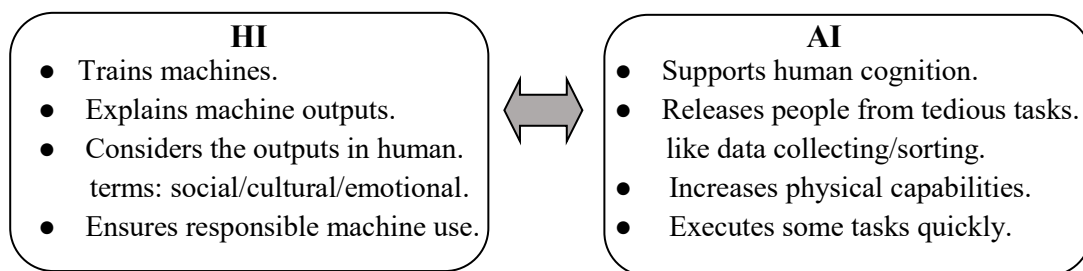 HI
● Trains machines.
● Explains machine outputs.
● Considers the outputs in human.
terms: social/cultural/emotional.
● Ensures responsible machine use.
AI
● Supports human cognition.
● Releases people from tedious tasks.
like data collecting/sorting.
● Increases physical capabilities.
● Executes some tasks quickly.